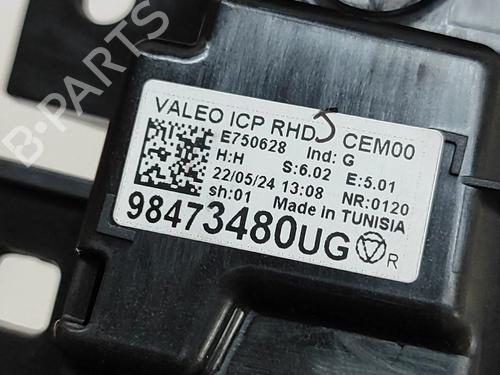 VALEO ICP RHD CEM00
E750628 Ind: G
H:H S:6.02 E:5.01
22/05/24 13:08 NR:0120
sh:01 Made in TUNISIA
98473480UG
R
B-PARTS